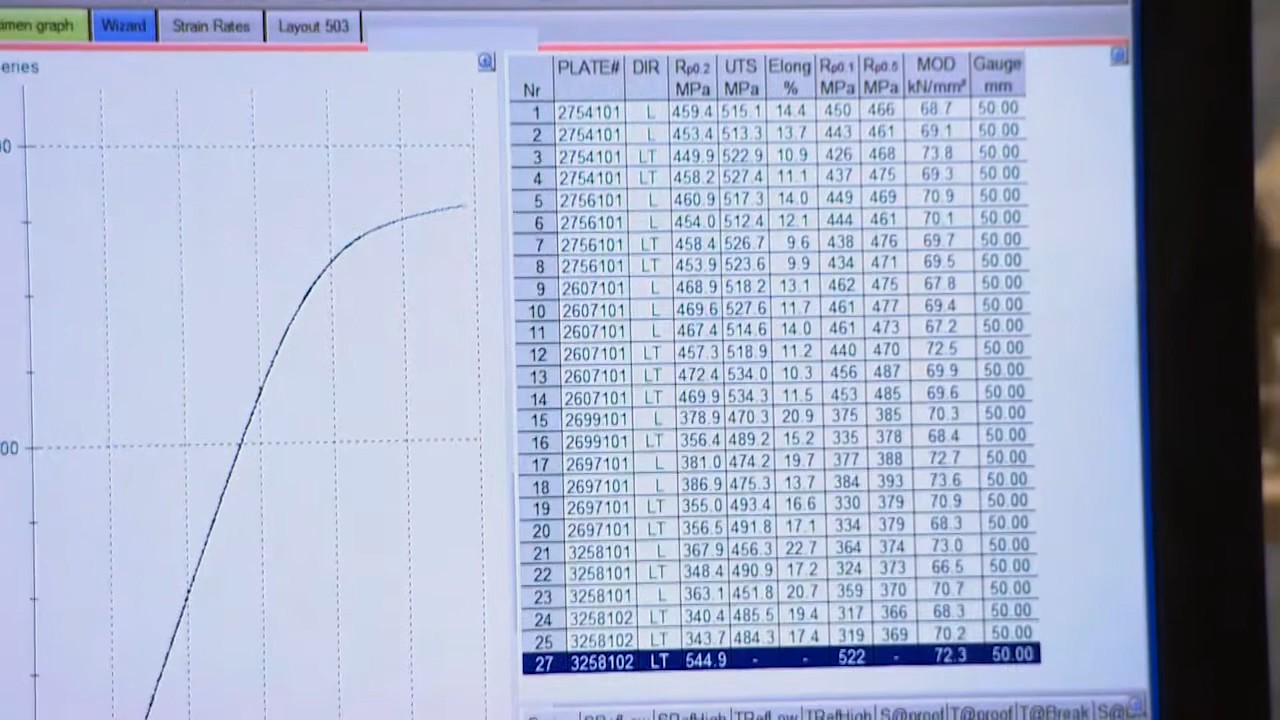 imen graph Wizard Strain Rates Layout 503
eries
0
00
Nr PLATE# DIR Rp0.2 MPa UTS MPa Elong % Rp0.1 MPa Rp0.5 MPa MOD kN/mm² Gauge mm
1 2754101 L 459.4 515.1 14.4 450 466 68.7 50.00
2 2754101 L 453.4 513.3 13.7 443 461 69.1 50.00
3 2754101 LT 449.9 522.9 10.9 426 468 73.8 50.00
4 2754101 LT 458.2 527.4 11.1 437 475 69.3 50.00
5 2756101 L 460.9 517.3 14.0 449 469 70.9 50.00
6 2756101 L 454.0 512.4 12.1 444 461 70.1 50.00
7 2756101 LT 458.4 526.7 9.6 438 476 69.7 50.00
8 2756101 LT 453.9 523.6 9.9 434 471 69.5 50.00
9 2607101 L 468.9 518.2 13.1 462 475 67.8 50.00
10 2607101 L 469.6 527.6 11.7 461 477 69.4 50.00
11 2607101 L 467.4 514.6 14.0 461 473 67.2 50.00
12 2607101 LT 457.3 518.9 11.2 440 470 72.5 50.00
13 2607101 LT 472.4 534.0 10.3 456 487 69.9 50.00
14 2607101 LT 469.9 534.3 11.5 453 485 69.6 50.00
15 2699101 L 378.9 470.3 20.9 375 385 70.3 50.00
16 2699101 LT 356.4 489.2 15.2 335 378 68.4 50.00
17 2697101 L 381.0 474.2 19.7 377 388 72.7 50.00
18 2697101 L 386.9 475.3 13.7 384 393 73.6 50.00
19 2697101 LT 355.0 493.4 16.6 330 379 70.9 50.00
20 2697101 LT 356.5 491.8 17.1 334 379 68.3 50.00
21 3258101 L 367.9 456.3 22.7 364 374 73.0 50.00
22 3258101 LT 348.4 490.9 17.2 324 373 66.5 50.00
23 3258101 L 363.1 451.8 20.7 359 370 70.7 50.00
24 3258102 LT 340.4 485.5 19.4 317 366 68.3 50.00
25 3258102 LT 343.7 484.3 17.4 319 369 70.2 50.00
27 3258102 LT 544.9 - - 522 - 72.3 50.00
SRefHigh TRefLow TRefHigh S@proof T@proof T@Break